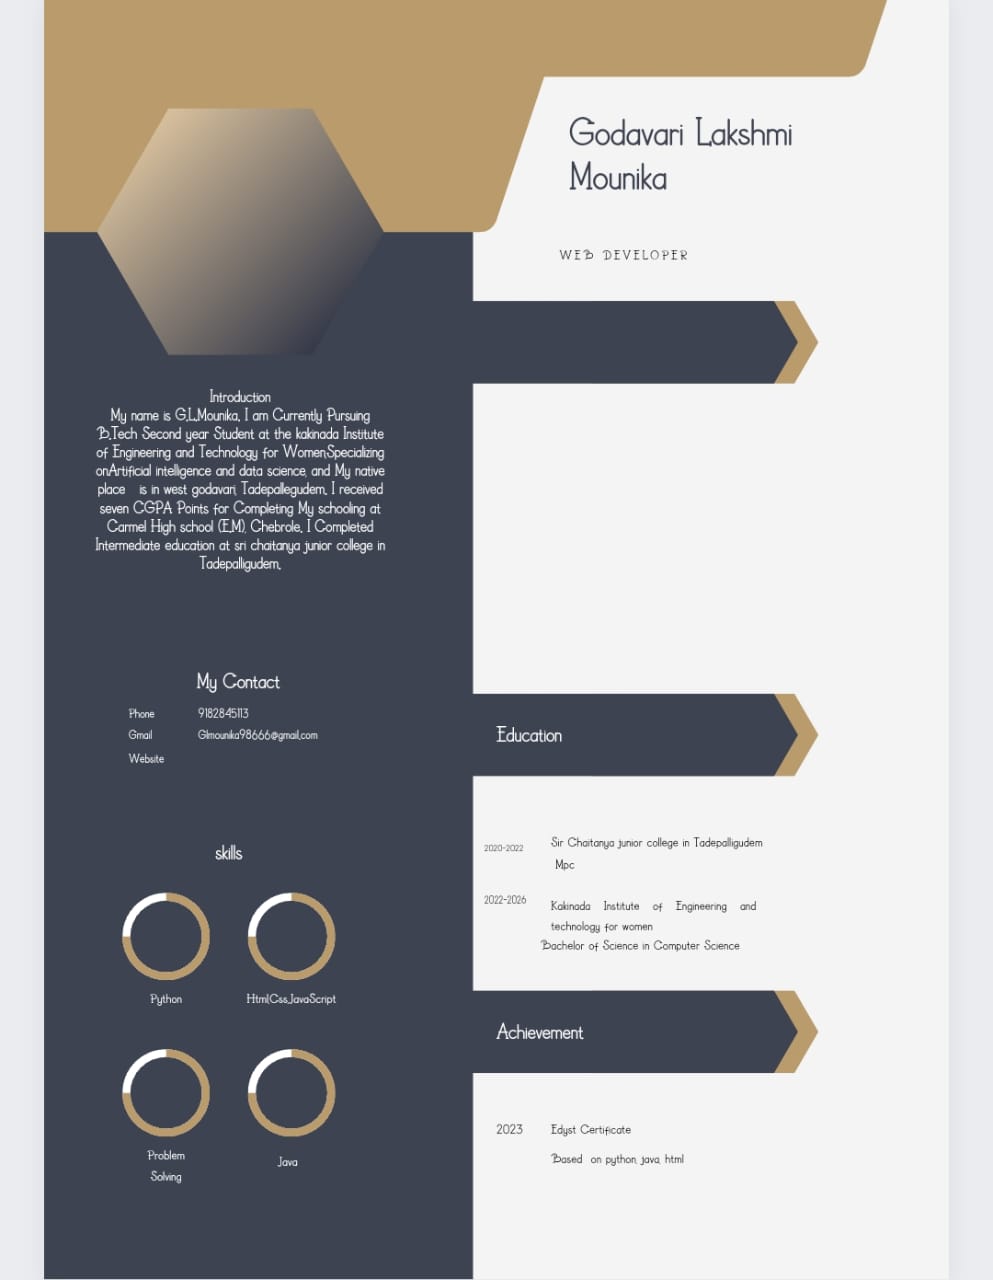 Godavari Lakshmi
Mounika
WEB DEVELOPER
Introduction
My name is G.L.Mounika, I am Currently Pursuing
B.Tech Second year Student at the kakinada Institute
of Engineering and Technology for Women,Specializing
onArtificial intelligence and data science, and My native
place is in west godavari, Tadepallegudem. I received
seven CGPA Points for Completing My schooling at
Carmel High school (E.M), Chebrole. I Completed
Intermediate education at sri chaitanya junior college in
Tadepalligudem.
My Contact
Phone 9182845113
Gmail Glmounika98666@gmail.com
Website
skills
Python
Html,Css,JavaScript
Problem
Solving
Java
Education
2020-2022
Sir Chaitanya junior college in Tadepalligudem
Mpc
2022-2026
Kakinada Institute of Engineering and
technology for women
Bachelor of Science in Computer Science
Achievement
2023 Edyst Certificate
Based on python, java, html